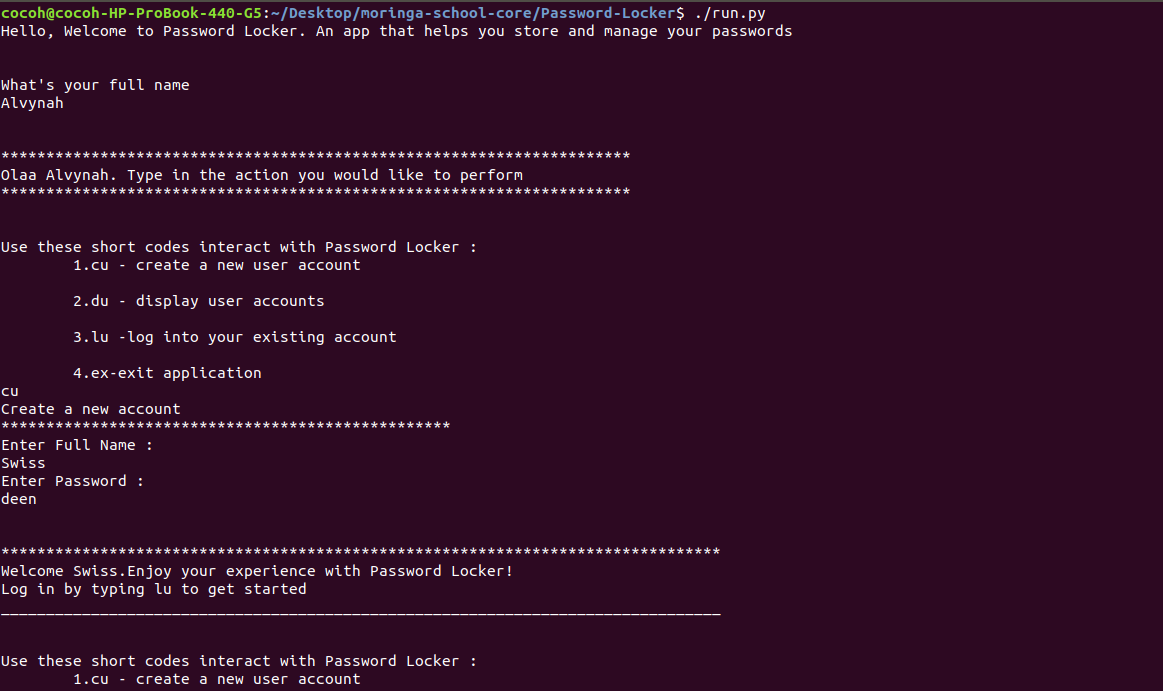 cocoh@cocoh-HP-ProBook-440-G5:~/Desktop/moringa-school-core/Password-Locker$ ./run.py
Hello, Welcome to Password Locker. An app that helps you store and manage your passwords
What's your full name
Alvynah
**********************************************************************
Olaa Alvynah. Type in the action you would like to perform
**********************************************************************
Use these short codes interact with Password Locker :
1.cu - create a new user account
2.du - display user accounts
3.lu -log into your existing account
4.ex-exit application
cu
Create a new account
**************************************************
Enter Full Name :
Swiss
Enter Password :
deen
********************************************************************************
Welcome Swiss.Enjoy your experience with Password Locker!
Log in by typing lu to get started
________________________________________________________________________________
Use these short codes interact with Password Locker :
1.cu - create a new user account